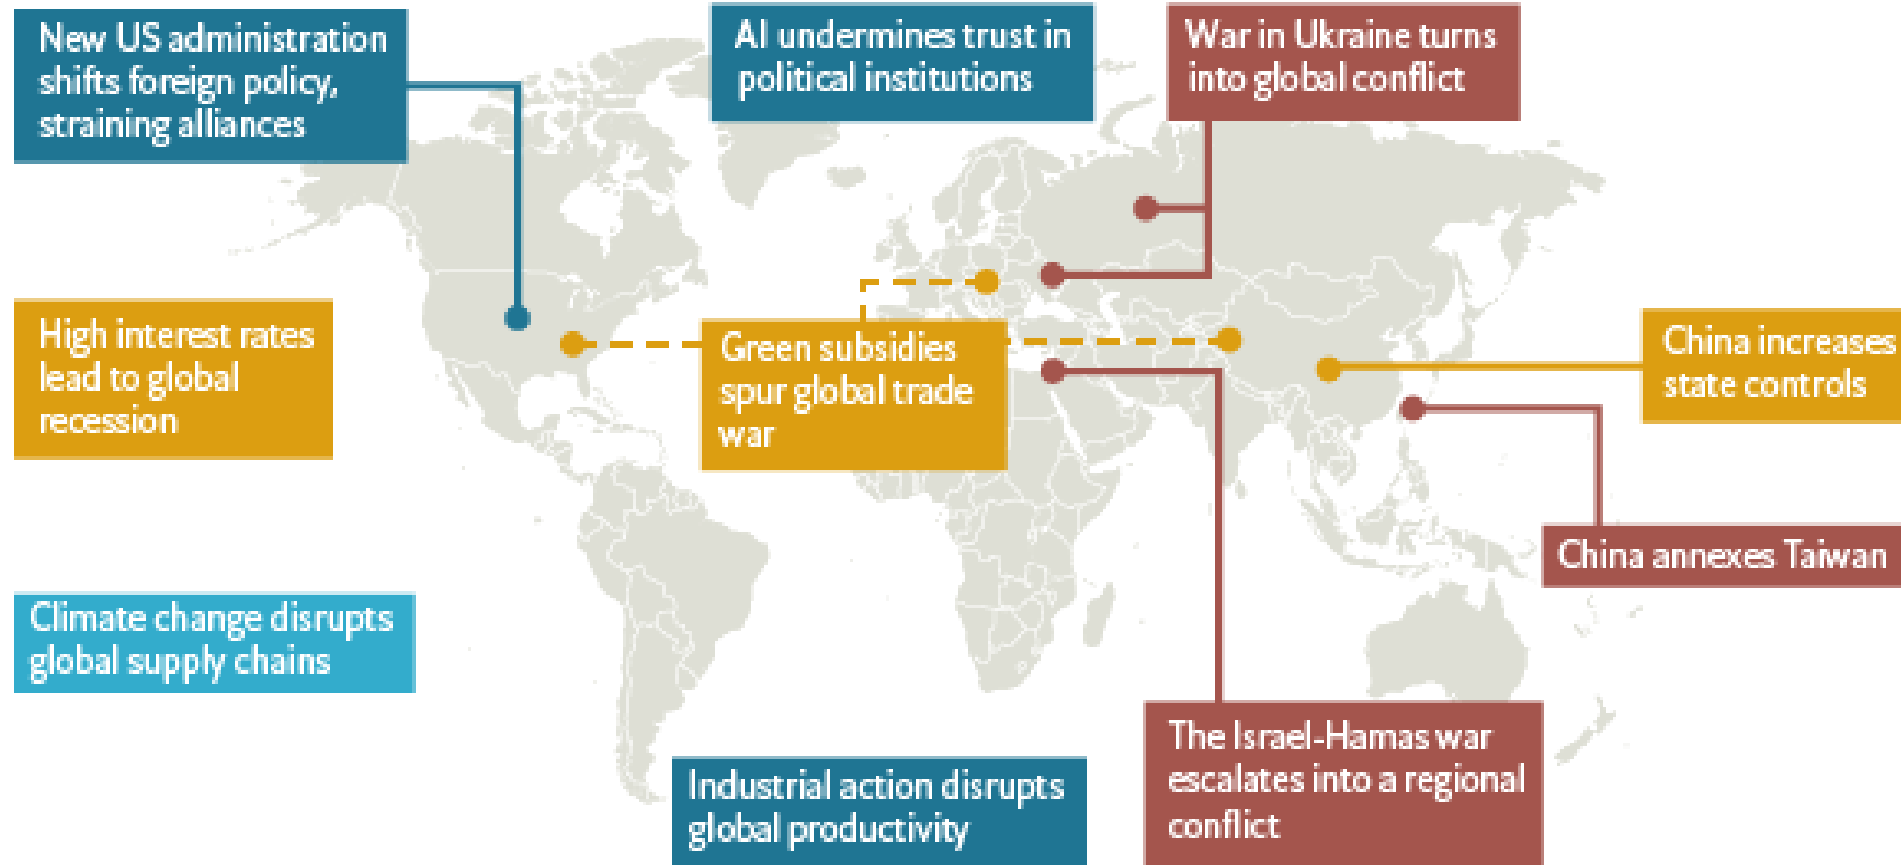 New US administration
shifts foreign policy,
straining alliances
AI undermines trust in
political institutions
War in Ukraine turns
into global conflict
High interest rates
lead to global
recession
Green subsidies
spur global trade
war
China increases
state controls
China annexes Taiwan
Climate change disrupts
global supply chains
The Israel-Hamas war
escalates into a regional
conflict
Industrial action disrupts
global productivity